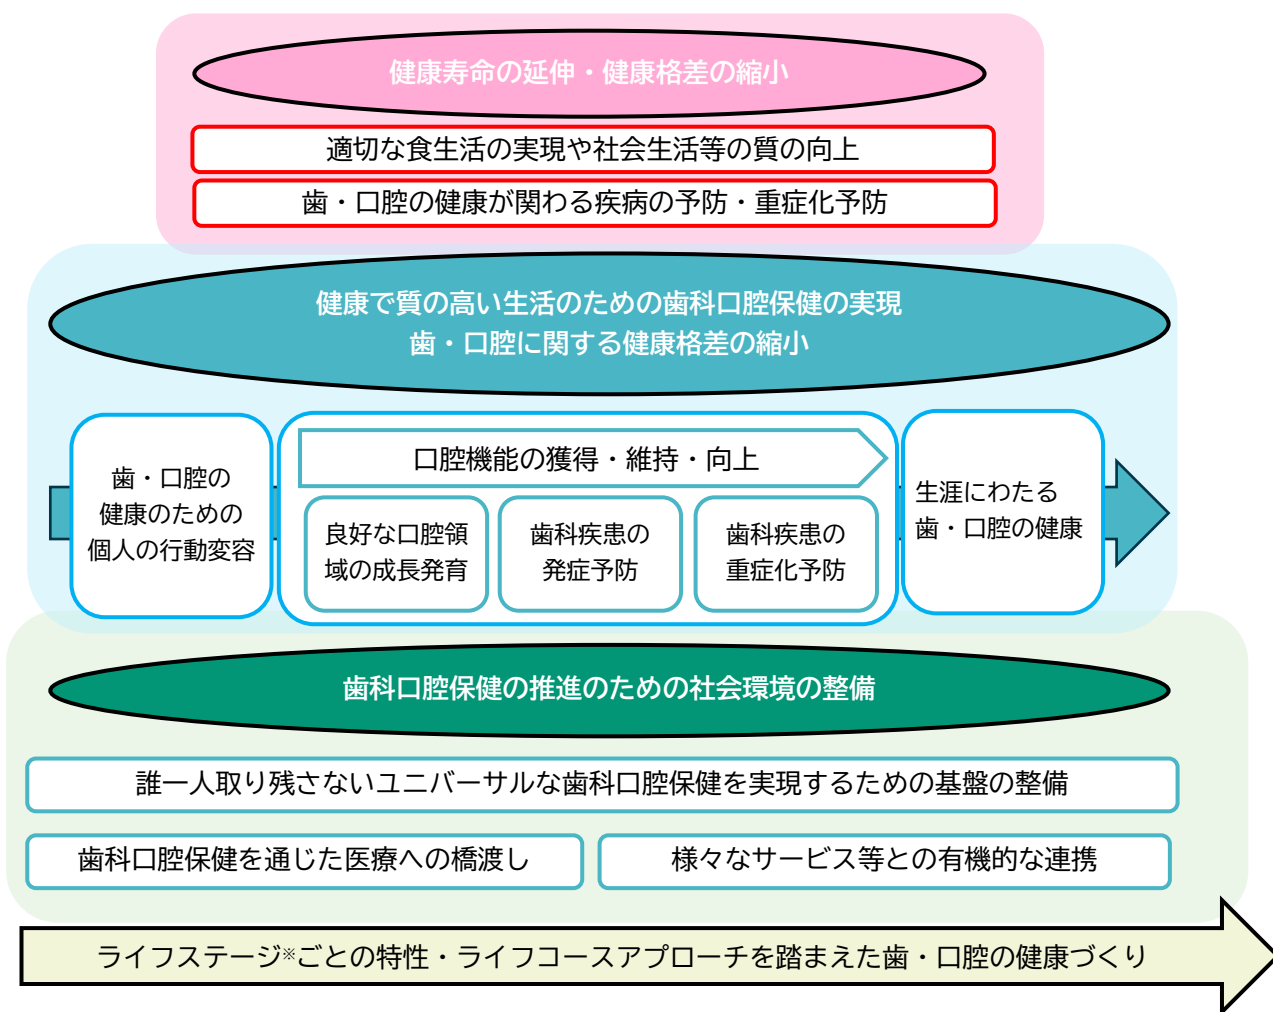 健康寿命の延伸・健康格差の縮小
適切な食生活の実現や社会生活等の質の向上
歯・口腔の健康が関わる疾病の予防・重症化予防
健康で質の高い生活のための歯科口腔保健の実現
歯・口腔に関する健康格差の縮小
歯・口腔の
健康のための
個人の行動変容
口腔機能の獲得・維持・向上
良好な口腔領
域の成長発育
歯科疾患の
発症予防
歯科疾患の
重症化予防
生涯にわたる
歯・口腔の健康
歯科口腔保健の推進のための社会環境の整備
誰一人取り残さないユニバーサルな歯科口腔保健を実現するための基盤の整備
歯科口腔保健を通じた医療への橋渡し
様々なサービス等との有機的な連携
ライフステージ※ごとの特性・ライフコースアプローチを踏まえた歯・口腔の健康づくり